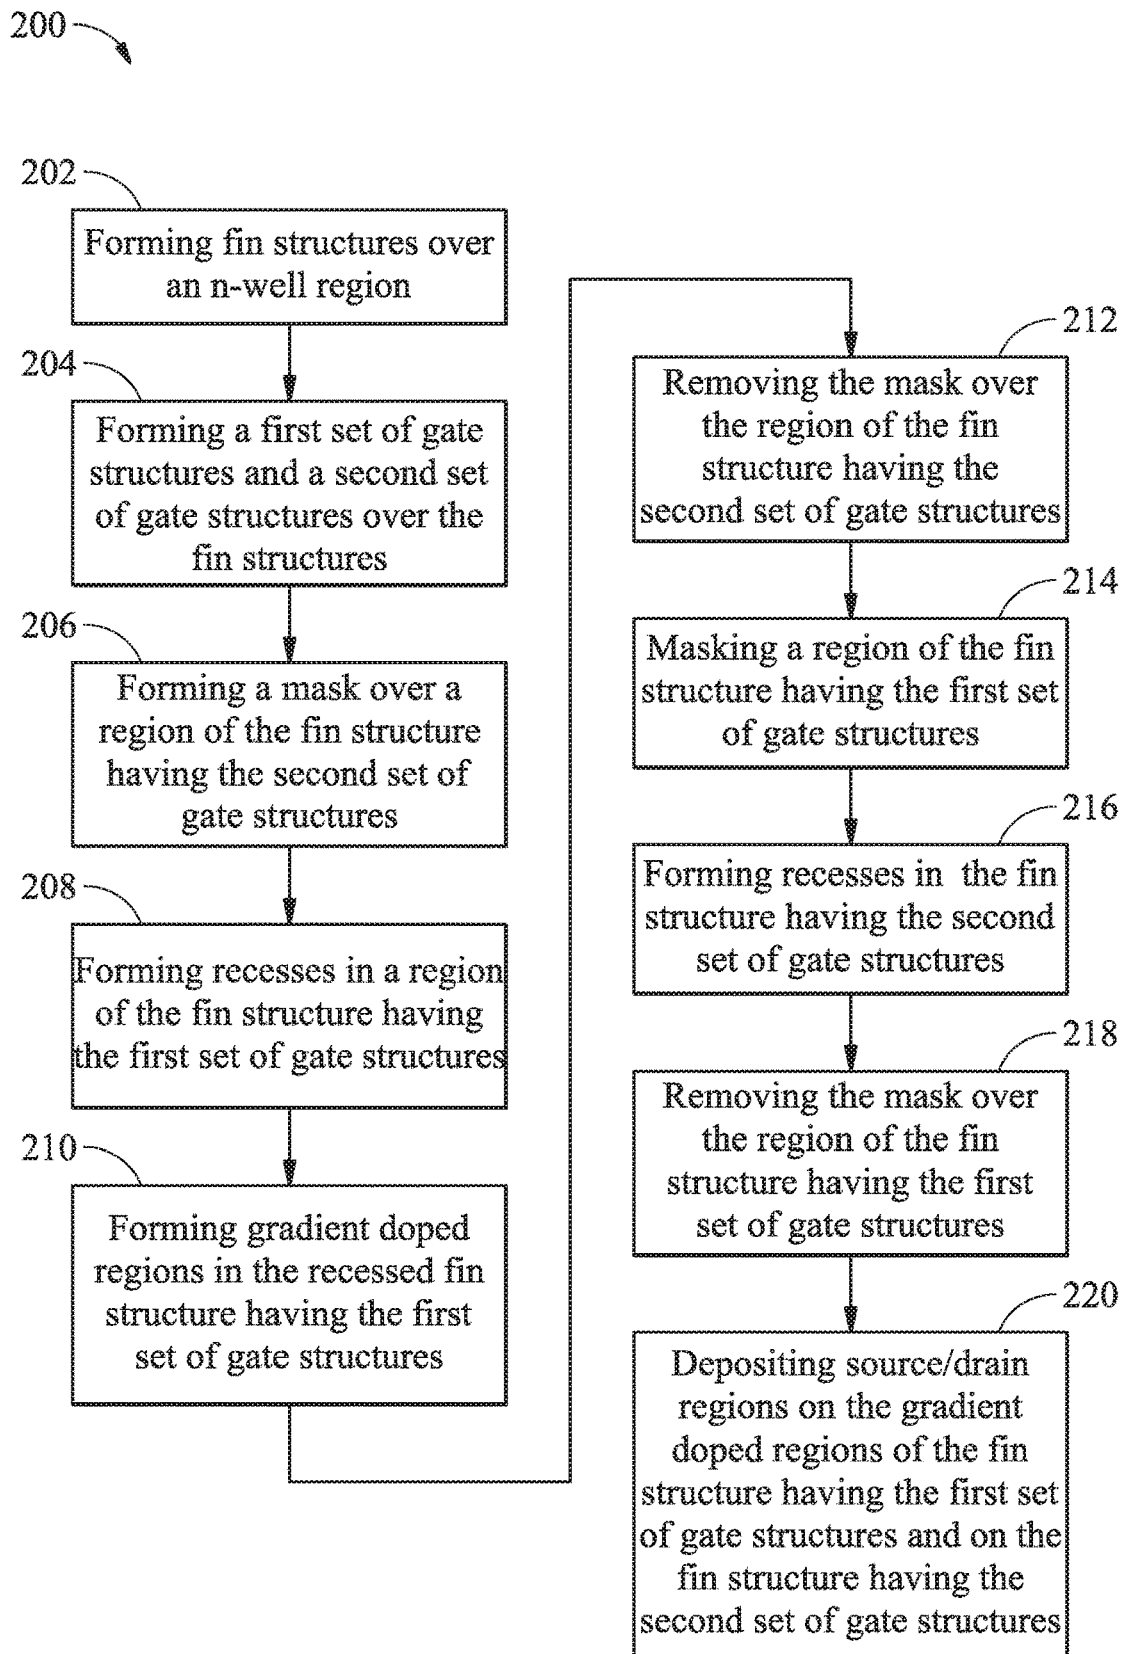 200
202
Forming fin structures over
an n-well region
204
Forming a first set of gate
structures and a second set
of gate structures over the
fin structures
206
Forming a mask over a
region of the fin structure
having the second set of
gate structures
208
Forming recesses in a region
of the fin structure having
the first set of gate structures
210
Forming gradient doped
regions in the recessed fin
structure having the first
set of gate structures
212
Removing the mask over
the region of the fin
structure having the
second set of gate structures
214
Masking a region of the fin
structure having the first set
of gate structures
216
Forming recesses in the fin
structure having the second
set of gate structures
218
Removing the mask over
the region of the fin
structure having the first
set of gate structures
220
Depositing source/drain
regions on the gradient
doped regions of the fin
structure having the first set
of gate structures and on the
fin structure having the
second set of gate structures